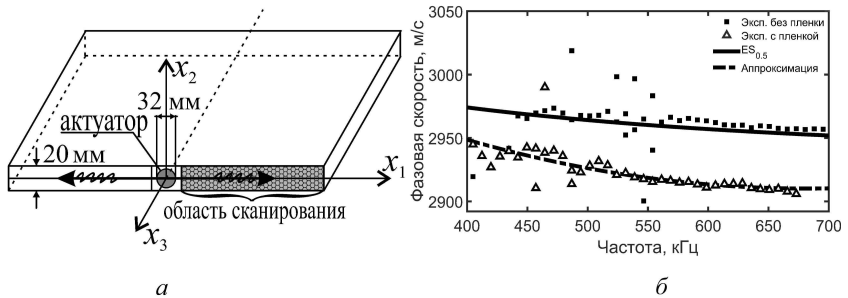 x₂
32 мм
актуатор
20 мм
x₁
область сканирования
x₃
а
Фазовая скорость, м/с
3050
3000
2950
2900
400 450 500 550 600 650 700
Частота, кГц
Эксп. без пленки
Эксп. с пленкой
ES₀.₅
Аппроксимация
б